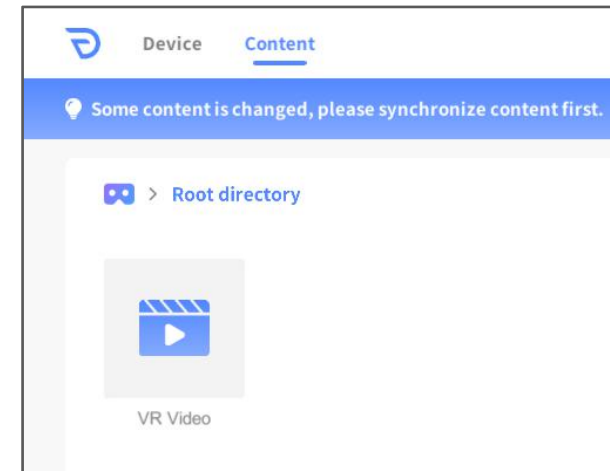 Device Content
Some content is changed, please synchronize content first.
> Root directory
VR Video